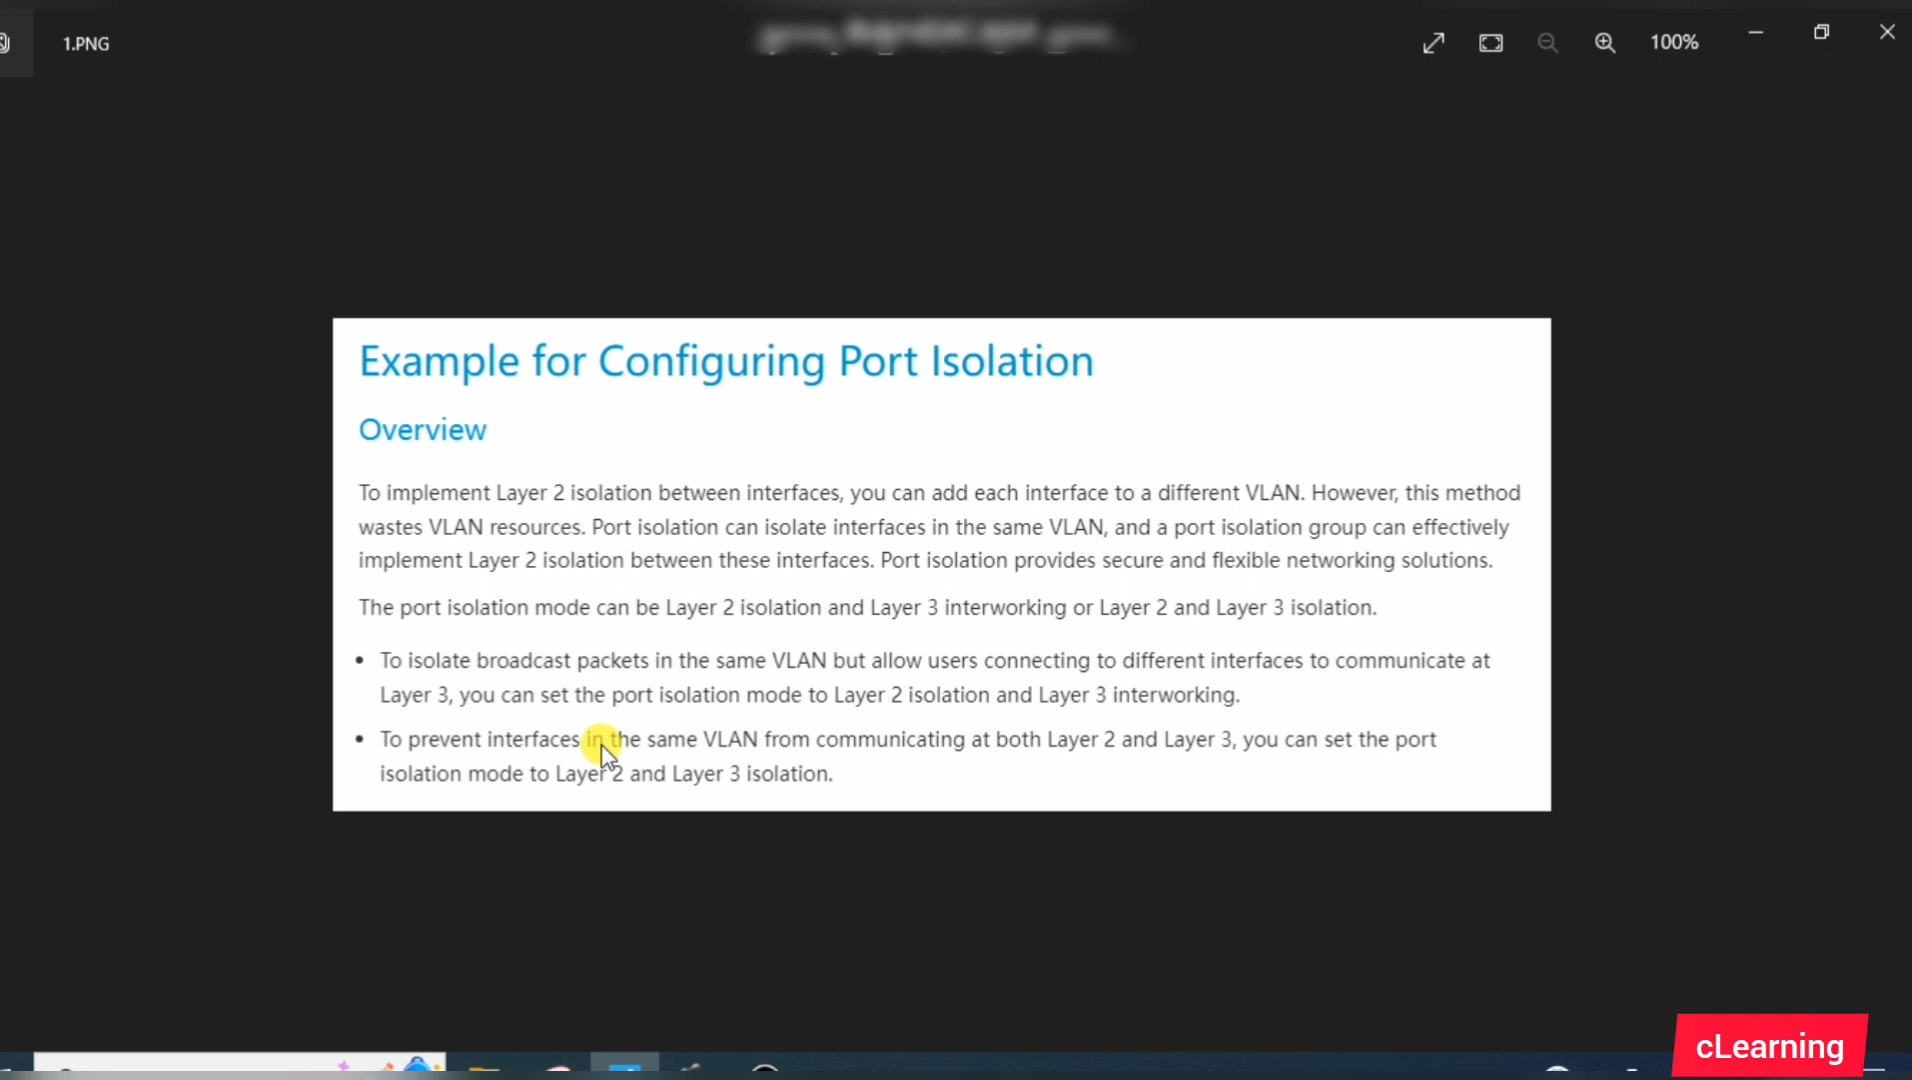 1.PNG
100%
Example for Configuring Port Isolation
Overview
To implement Layer 2 isolation between interfaces, you can add each interface to a different VLAN. However, this method
wastes VLAN resources. Port isolation can isolate interfaces in the same VLAN, and a port isolation group can effectively
implement Layer 2 isolation between these interfaces. Port isolation provides secure and flexible networking solutions.
The port isolation mode can be Layer 2 isolation and Layer 3 interworking or Layer 2 and Layer 3 isolation.
• To isolate broadcast packets in the same VLAN but allow users connecting to different interfaces to communicate at
Layer 3, you can set the port isolation mode to Layer 2 isolation and Layer 3 interworking.
• To prevent interfaces in the same VLAN from communicating at both Layer 2 and Layer 3, you can set the port
isolation mode to Layer 2 and Layer 3 isolation.
cLearning